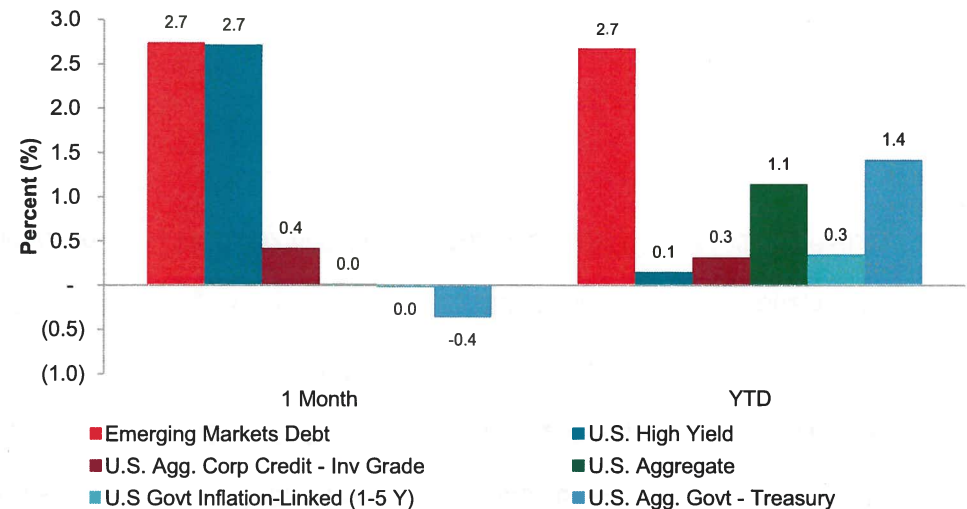 3.0
2.5
2.0
1.5
1.0
0.5
-
(0.5)
(1.0)
Percent (%)
2.7 2.7 0.4 0.0 0.0 -0.4
2.7 0.1 0.3 1.1 0.3 1.4
1 Month YTD
Emerging Markets Debt U.S. High Yield
U.S. Agg. Corp Credit - Inv Grade U.S. Aggregate
U.S Govt Inflation-Linked (1-5 Y) U.S. Agg. Govt - Treasury